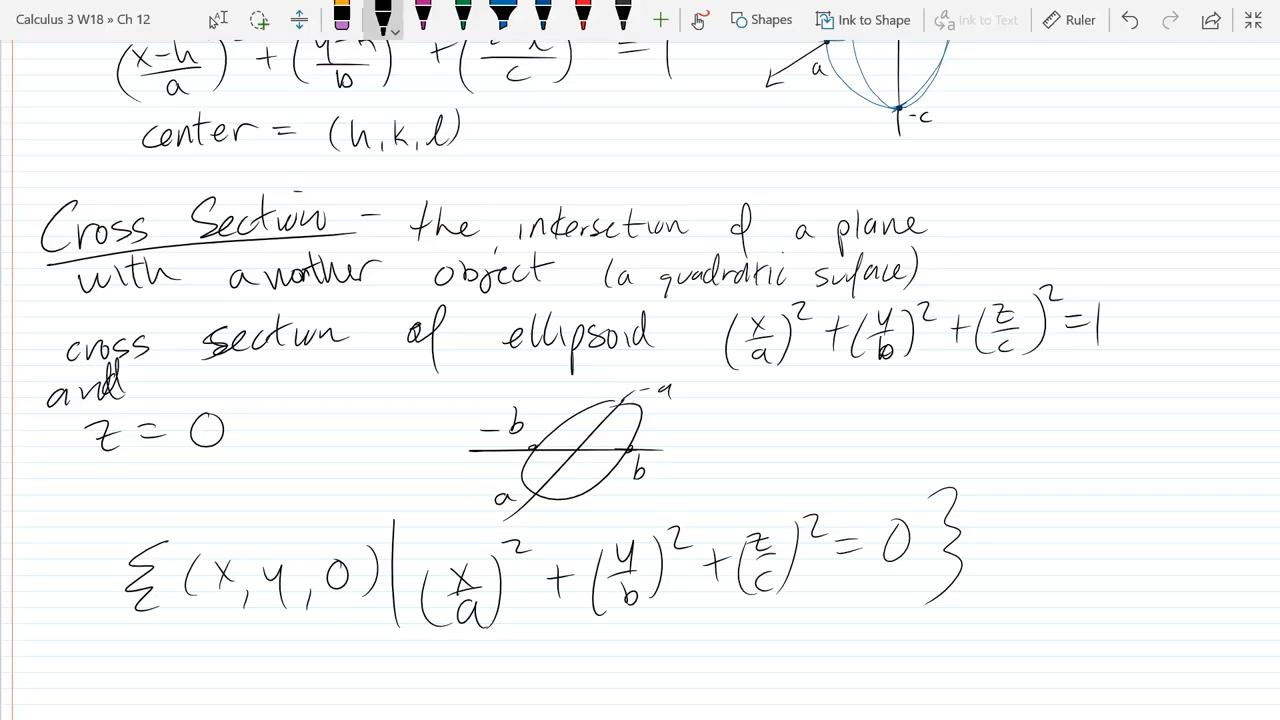 Calculus 3 W18 » Ch 12
Shapes
Ink to Shape
Ink to Text
Ruler
(x-h/a)² + (y-k/b)² + (z-l/c)² = 1
center = (h, k, l)
a
-c
Cross Section - the intersection of a plane
with another object (a quadratic surface)
cross section of ellipsoid (x/a)² + (y/b)² + (z/c)² = 1
and
z = 0
-a
-b
b
a
{(x, y, 0) | (x/a)² + (y/b)² + (z/c)² = 0}